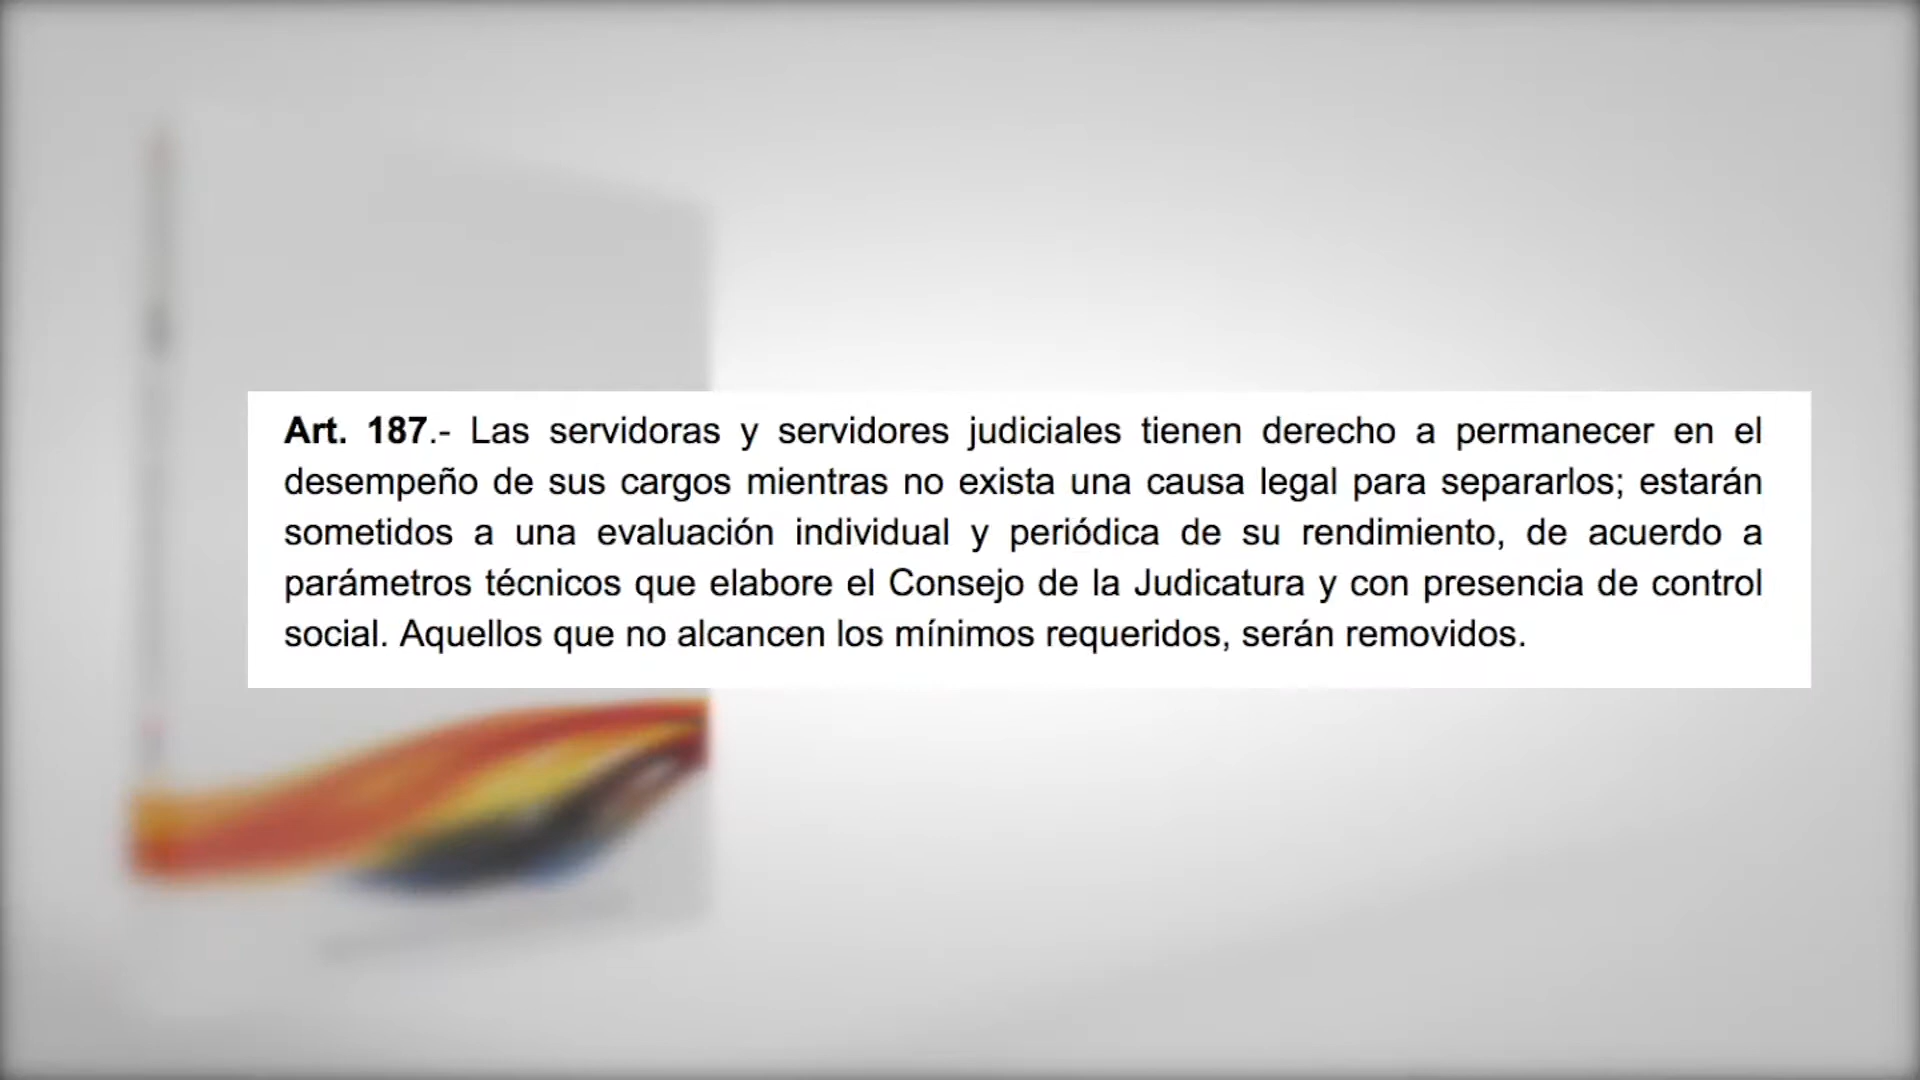 Art. 187.- Las servidoras y servidores judiciales tienen derecho a permanecer en el
desempeño de sus cargos mientras no exista una causa legal para separarlos; estarán
sometidos a una evaluación individual y periódica de su rendimiento, de acuerdo a
parámetros técnicos que elabore el Consejo de la Judicatura y con presencia de control
social. Aquellos que no alcancen los mínimos requeridos, serán removidos.